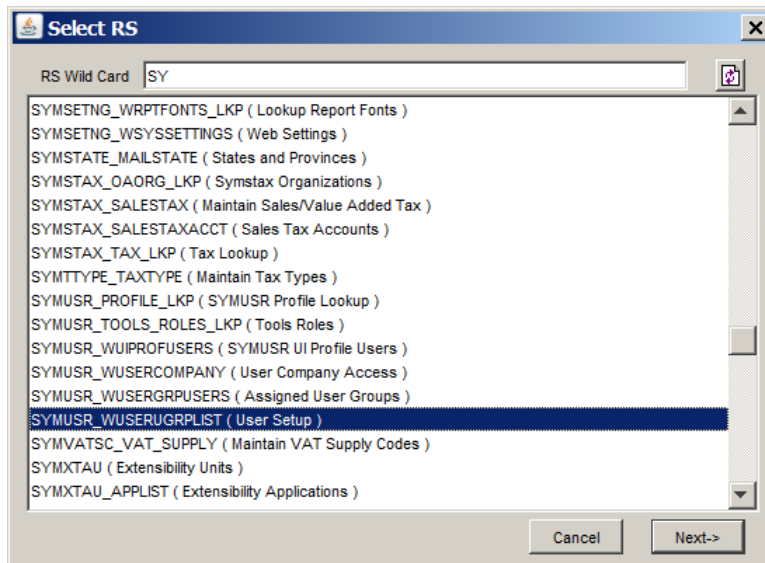 Select RS
RS Wild Card SY
SYMSETNG_WRPTFONTS_LKP ( Lookup Report Fonts )
SYMSETNG_WSYSSETTINGS ( Web Settings )
SYMSTATE_MAILSTATE ( States and Provinces )
SYMSTAX_OAORG_LKP ( Symstax Organizations )
SYMSTAX_SALESTAX ( Maintain Sales/Value Added Tax )
SYMSTAX_SALESTAXACCT ( Sales Tax Accounts )
SYMSTAX_TAX_LKP ( Tax Lookup )
SYMTTYPE_TAXTYPE ( Maintain Tax Types )
SYMUSR_PROFILE_LKP ( SYMUSR Profile Lookup )
SYMUSR_TOOLS_ROLES_LKP ( Tools Roles )
SYMUSR_WUIPROFUSERS ( SYMUSR UI Profile Users )
SYMUSR_WUSERCOMPANY ( User Company Access )
SYMUSR_WUSERGRPUSERS ( Assigned User Groups )
SYMUSR_WUSERUGRPLIST ( User Setup )
SYMVATSC_VAT_SUPPLY ( Maintain VAT Supply Codes )
SYMXTAU ( Extensibility Units )
SYMXTAU_APPLIST ( Extensibility Applications )
Cancel Next->